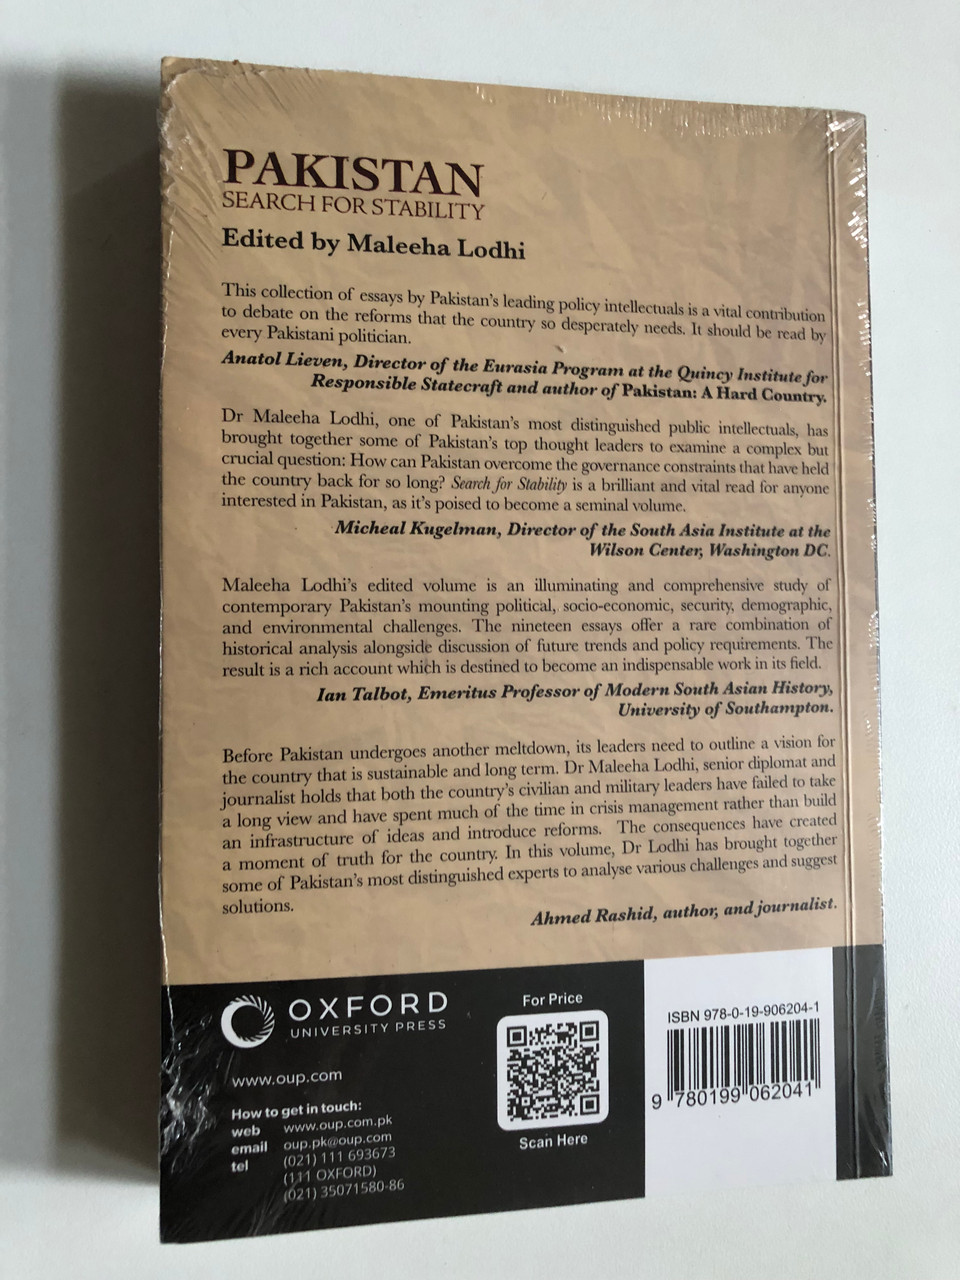 PAKISTAN
SEARCH FOR STABILITY
Edited by Maleeha Lodhi
This collection of essays by Pakistan's leading policy intellectuals is a vital contribution
to debate on the reforms that the country so desperately needs. It should be read by
every Pakistani politician.
Anatol Lieven, Director of the Eurasia Program at the Quincy Institute for
Responsible Statecraft and author of Pakistan: A Hard Country.
Dr Maleeha Lodhi, one of Pakistan's most distinguished public intellectuals, has
brought together some of Pakistan's top thought leaders to examine a complex but
crucial question: How can Pakistan overcome the governance constraints that have held
the country back for so long? Search for Stability is a brilliant and vital read for anyone
interested in Pakistan, as it's poised to become a seminal volume.
Micheal Kugelman, Director of the South Asia Institute at the
Wilson Center, Washington DC.
Maleeha Lodhi's edited volume is an illuminating and comprehensive study of
contemporary Pakistan's mounting political, socio-economic, security, demographic,
and environmental challenges. The nineteen essays offer a rare combination of
historical analysis alongside discussion of future trends and policy requirements. The
result is a rich account which is destined to become an indispensable work in its field.
Ian Talbot, Emeritus Professor of Modern South Asian History,
University of Southampton.
Before Pakistan undergoes another meltdown, its leaders need to outline a vision for
the country that is sustainable and long term. Dr Maleeha Lodhi, senior diplomat and
journalist holds that both the country's civilian and military leaders have failed to take
a long view and have spent much of the time in crisis management rather than build
an infrastructure of ideas and introduce reforms. The consequences have created
a moment of truth for the country. In this volume, Dr Lodhi has brought together
some of Pakistan's most distinguished experts to analyse various challenges and suggest
solutions.
Ahmed Rashid, author, and journalist.
OXFORD
UNIVERSITY PRESS
www.oup.com
How to get in touch:
web www.oup.com.pk
email oup.pk@oup.com
tel (021) 111 693673
(111 OXFORD)
(021) 35071580-86
For Price
Scan Here
ISBN 978-0-19-906204-1
9 780199 062041